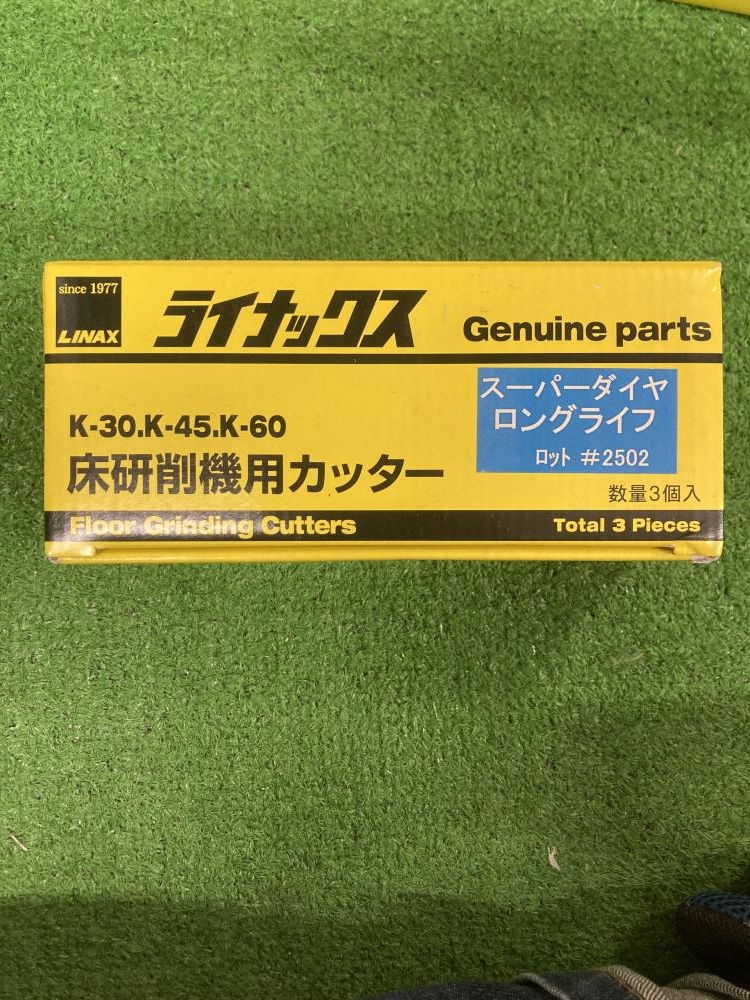 since 1977
LINAX
ライナックス
Genuine parts
K-30.K-45.K-60
床研削機用カッター
スーパーダイヤ
ロングライフ
ロット #2502
数量3個入
Floor Grinding Cutters
Total 3 Pieces